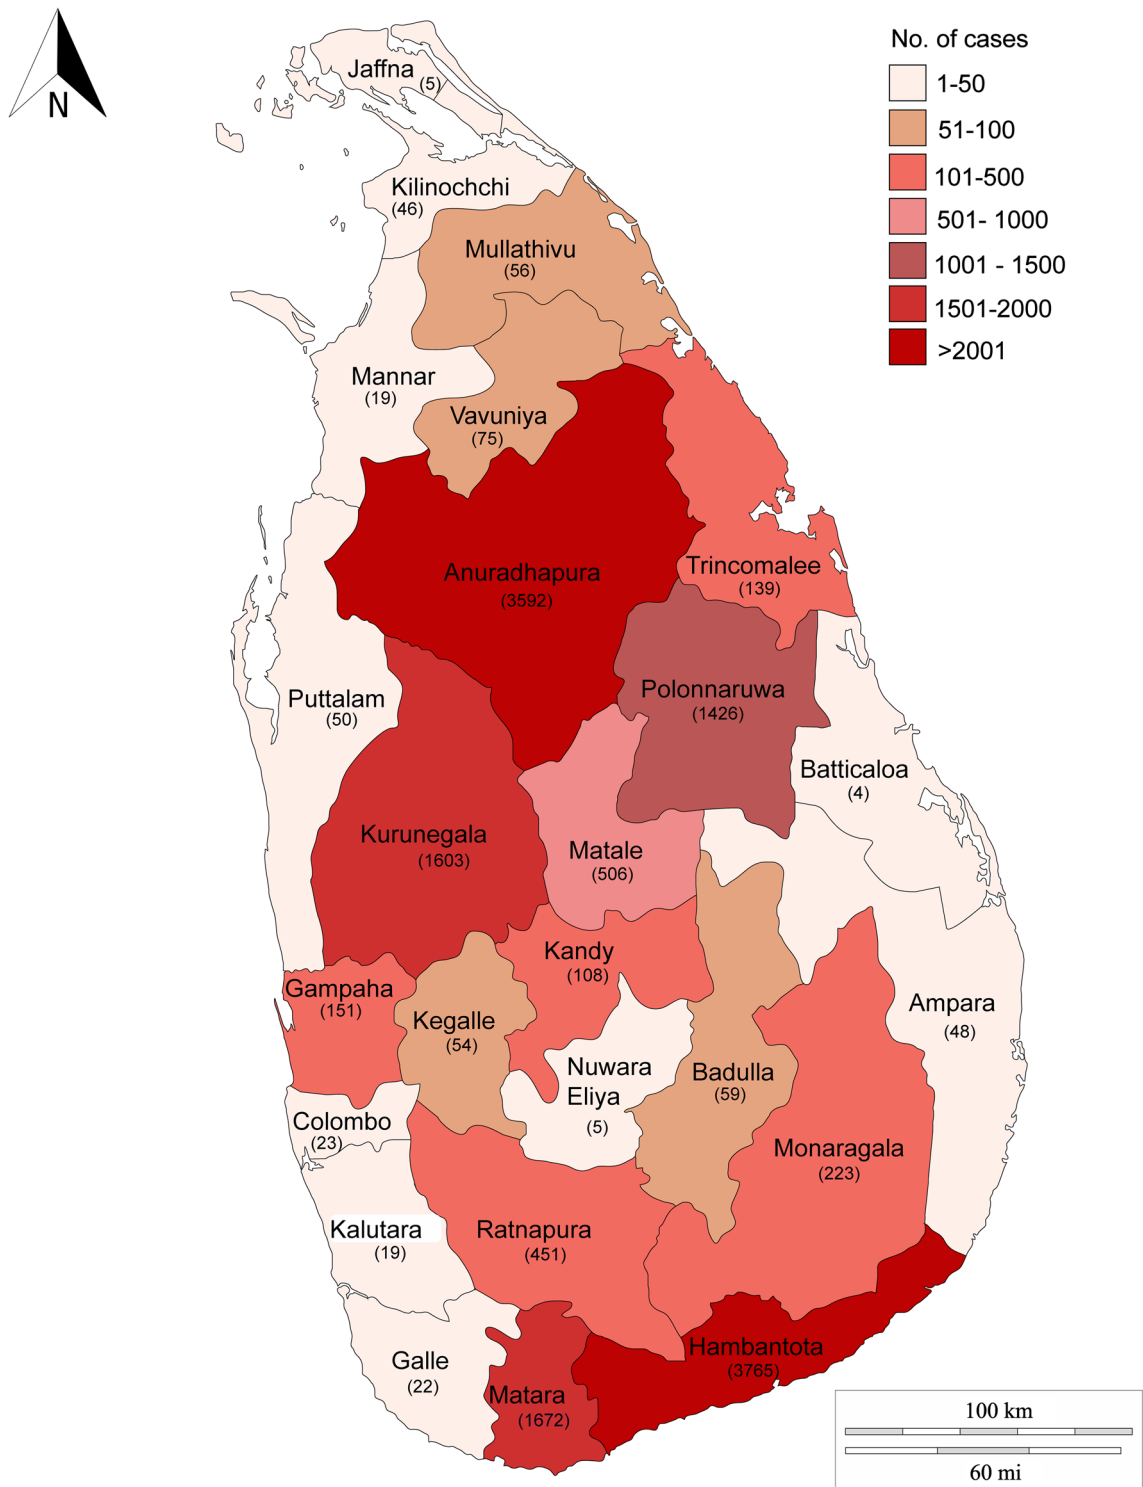 N
No. of cases
1-50
51-100
101-500
501- 1000
1001 - 1500
1501-2000
>2001
Jaffna (5)
Kilinochchi
(46)
Mullathivu
(56)
Mannar
(19)
Vavuniya
(75)
Anuradhapura
(3592)
Trincomalee
(139)
Puttalam
(50)
Polonnaruwa
(1426)
Batticaloa
(4)
Kurunegala
(1603)
Matale
(506)
Kandy
(108)
Gampaha
(151)
Kegalle
(54)
Ampara
(48)
Nuwara
Eliya
(5)
Badulla
(59)
Colombo
(23)
Monaragala
(223)
Kalutara
(19)
Ratnapura
(451)
Galle
(22)
Matara
(1672)
Hambantota
(3765)
100 km
60 mi